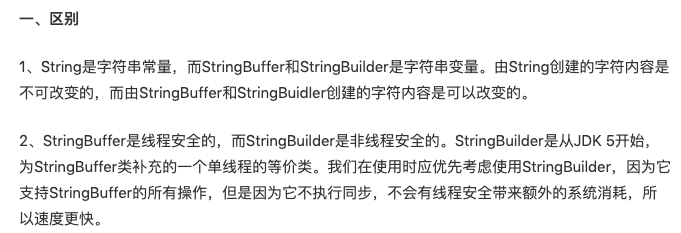 一、区别
1、String是字符串常量，而StringBuffer和StringBuilder是字符串变量。由String创建的字符内容是
不可改变的，而由StringBuffer和StringBuidler创建的字符内容是可以改变的。
2、StringBuffer是线程安全的，而StringBuilder是非线程安全的。StringBuilder是从JDK 5开始，
为StringBuffer类补充的一个单线程的等价类。我们在使用时应优先考虑使用StringBuilder，因为它
支持StringBuffer的所有操作，但是因为它不执行同步，不会有线程安全带来额外的系统消耗，所
以速度更快。